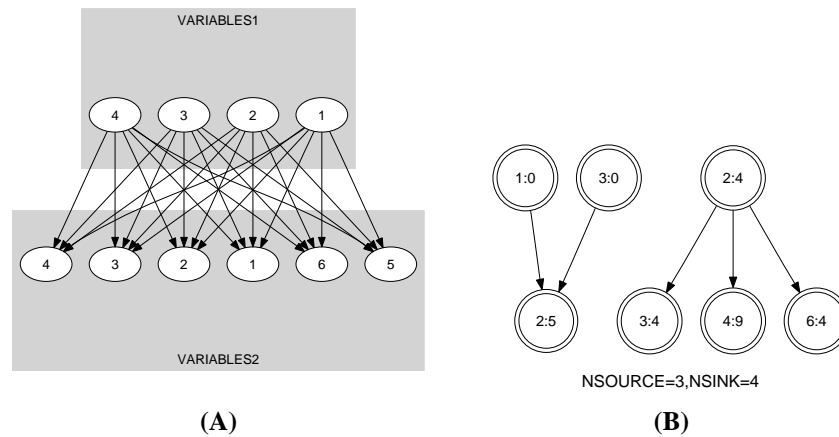 VARIABLES1
4 3 2 1
4 3 2 1 6 5
VARIABLES2
1:0 3:0 2:4
2:5 3:4 4:9 6:4
NSOURCE=3,NSINK=4
(A) (B)